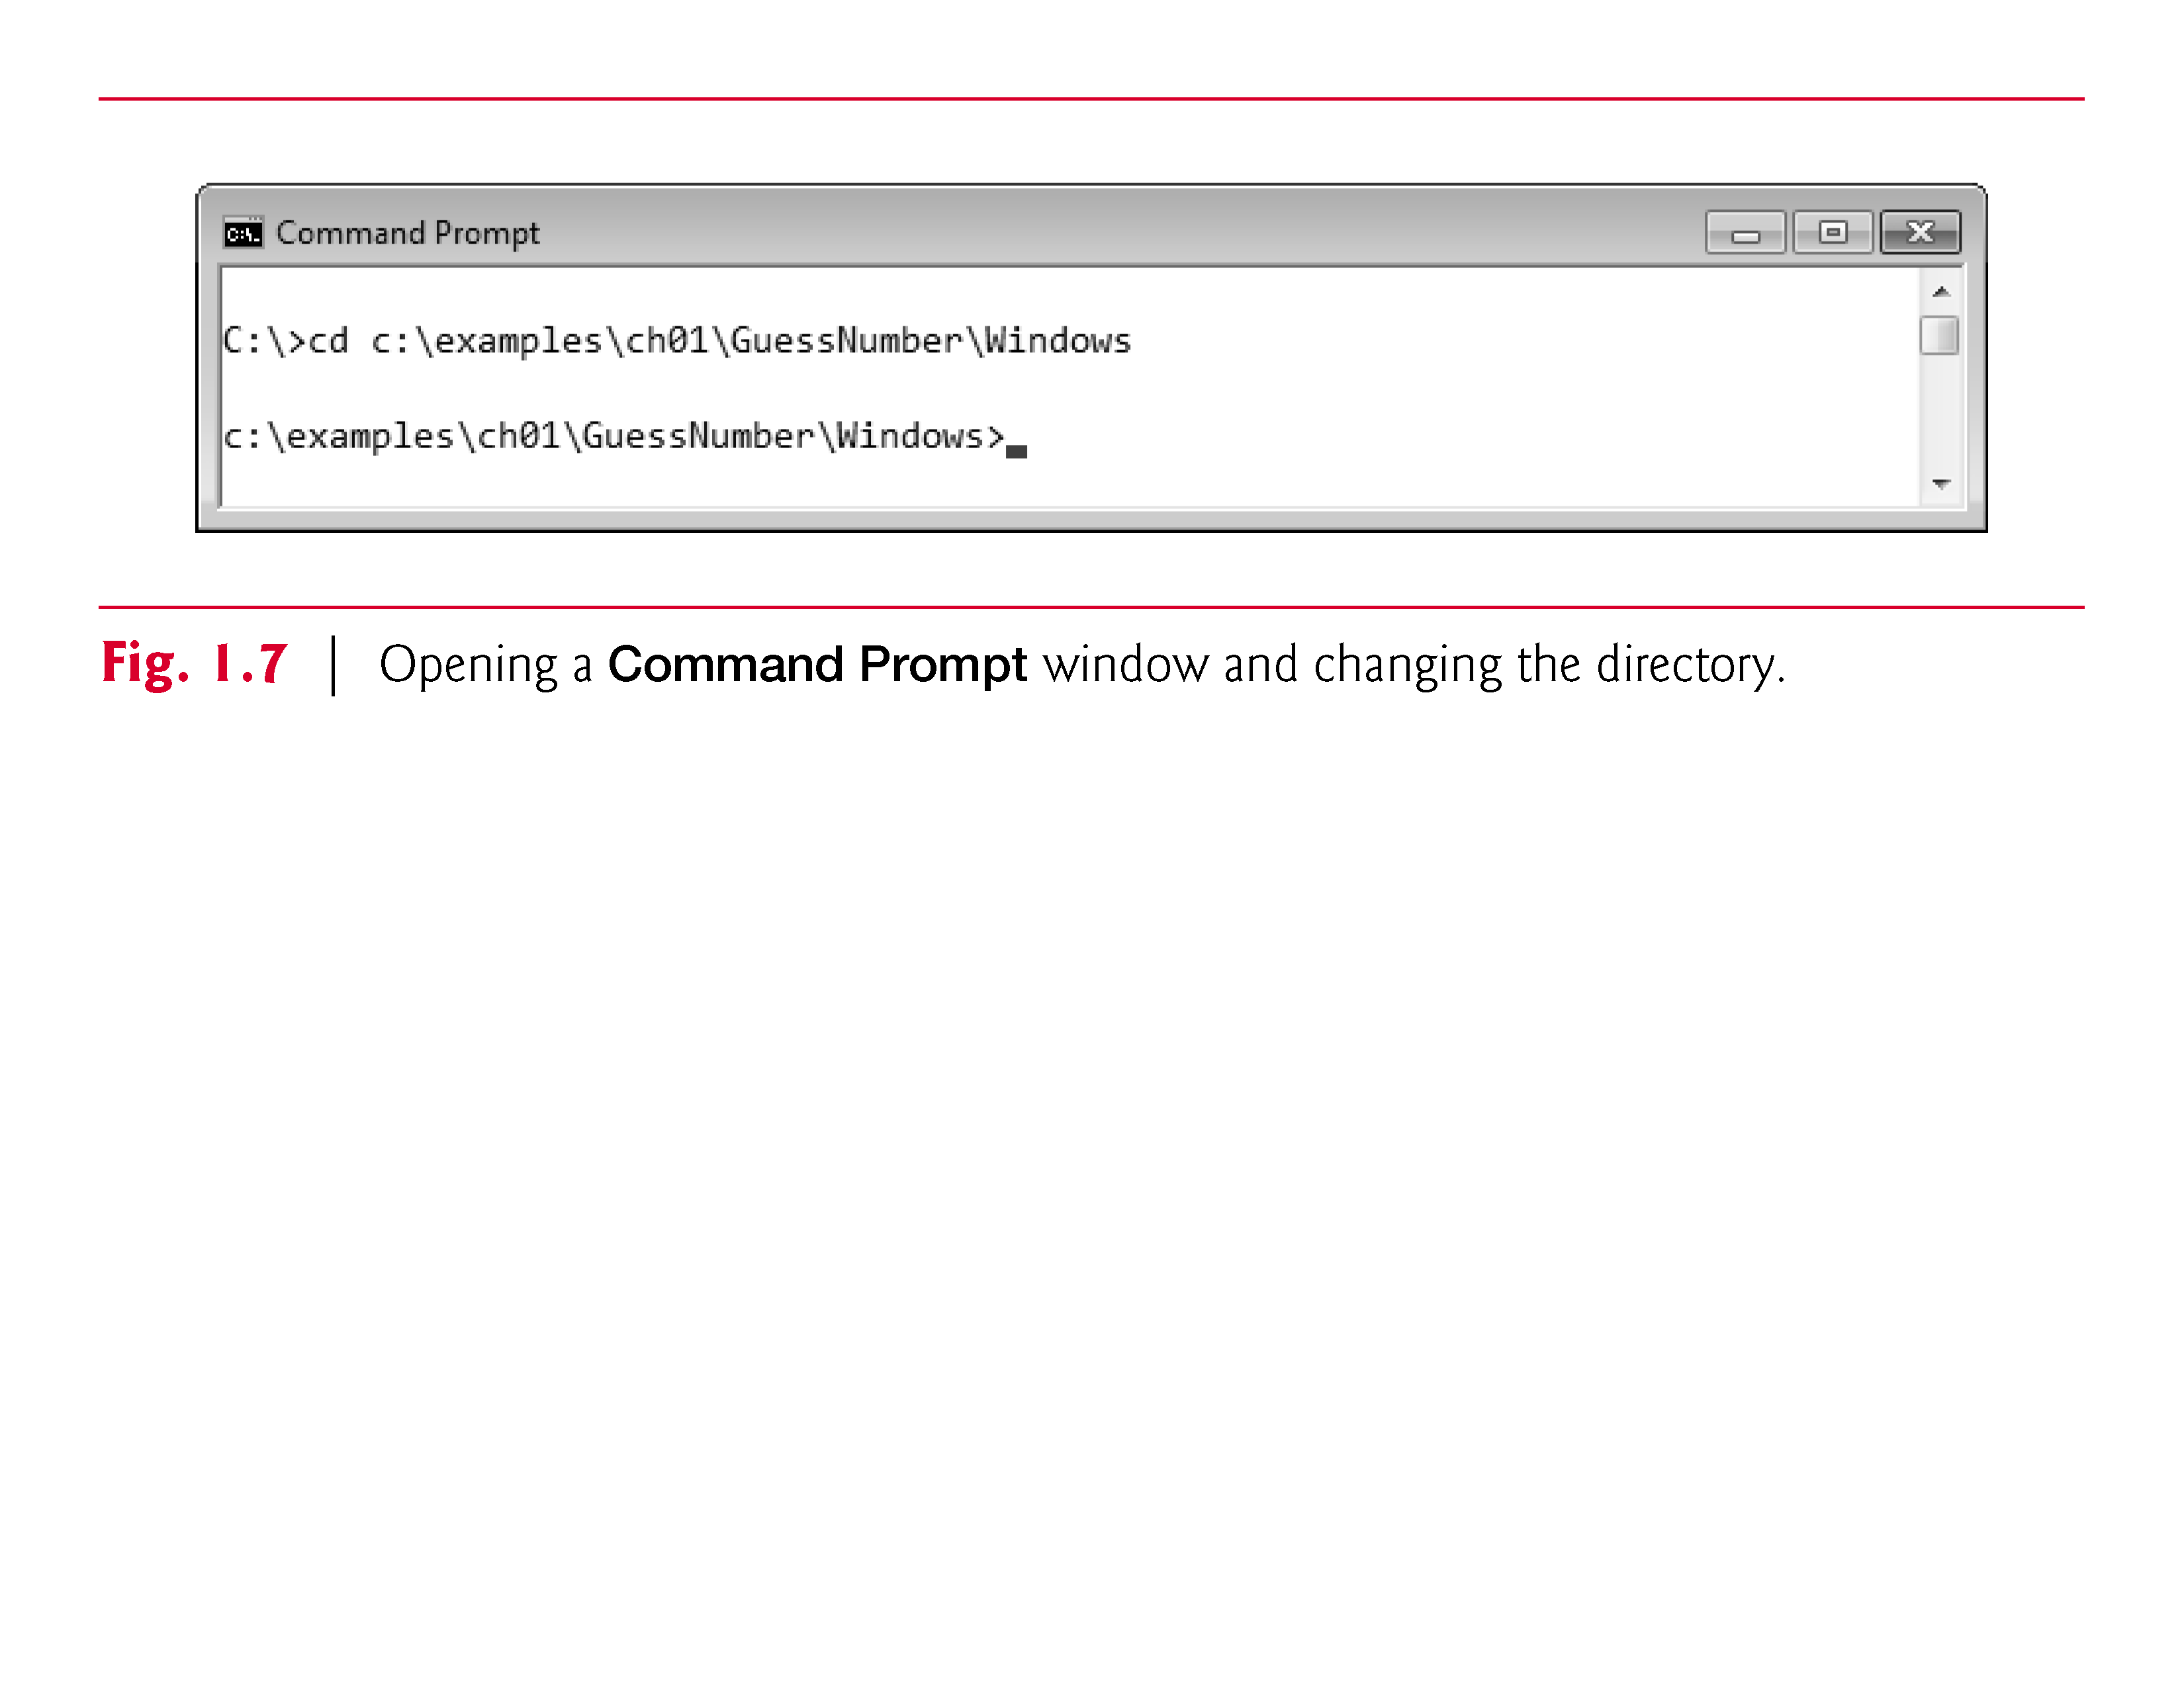 C:\. Command Prompt
C:\>cd c:\examples\ch01\GuessNumber\Windows
c:\examples\ch01\GuessNumber\Windows>
Fig. 1.7 | Opening a Command Prompt window and changing the directory.